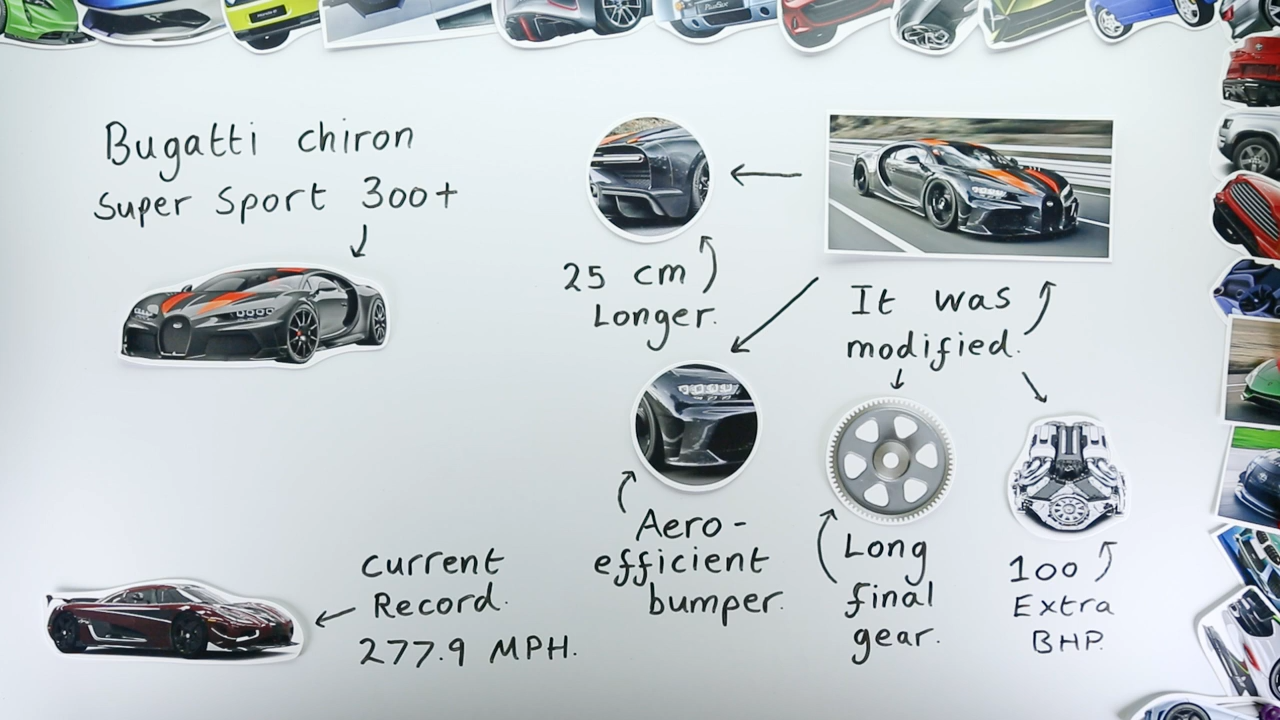 Bugatti chiron
Super Sport 300+
25 cm
Longer.
It was
modified.
Aero-
efficient
bumper.
Long
final
gear.
100
Extra
BHP.
current
Record.
277.9 MPH.